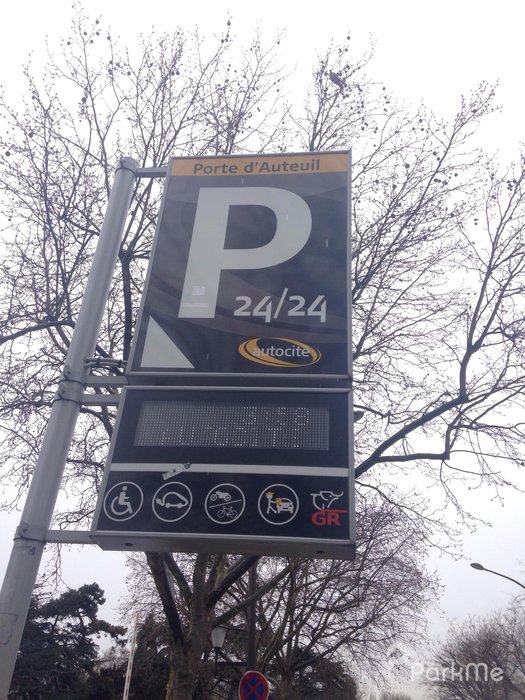 Porte d'Auteuil
P
24/24
autocité
GR
ParkMe